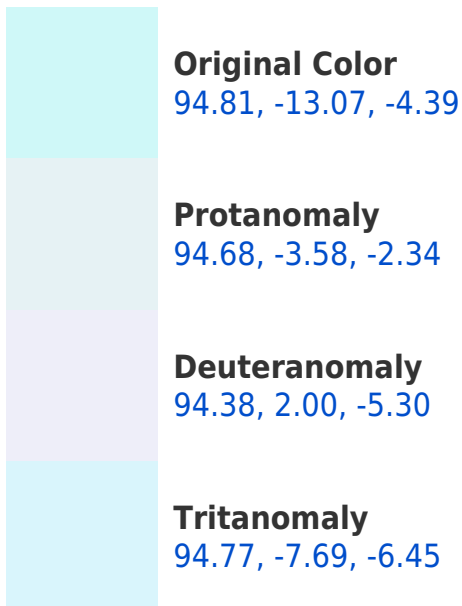 Original Color
94.81, -13.07, -4.39
Protanomaly
94.68, -3.58, -2.34
Deuteranomaly
94.38, 2.00, -5.30
Tritanomaly
94.77, -7.69, -6.45